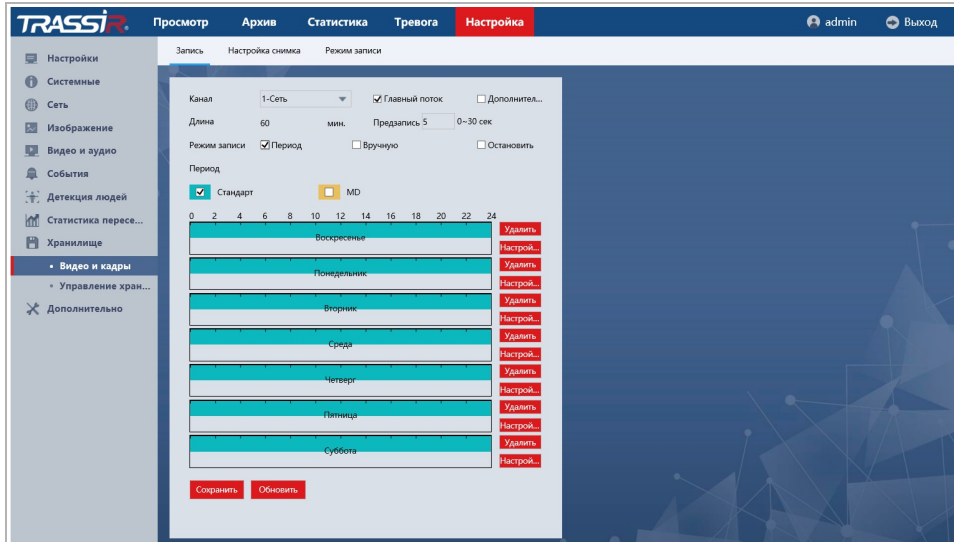 TRASSIR
Просмотр Архив Статистика Тревога Настройка admin Выход
Запись Настройка снимка Режим записи
Настройки
Системные
Сеть
Изображение
Видео и аудио
События
Детекция людей
Статистика пересе...
Хранилище
• Видео и кадры
• Управление хран...
Дополнительно
Канал 1-Сеть Главный поток Дополнител...
Длина 60 мин. Предзапись 5 0~30 сек
Режим записи Период Вручную Остановить
Период
Стандарт MD
0 2 4 6 8 10 12 14 16 18 20 22 24
Воскресенье Удалить
Настрой...
Понедельник Удалить
Настрой...
Вторник Удалить
Настрой...
Среда Удалить
Настрой...
Четверг Удалить
Настрой...
Пятница Удалить
Настрой...
Суббота Удалить
Настрой...
Сохранить Обновить